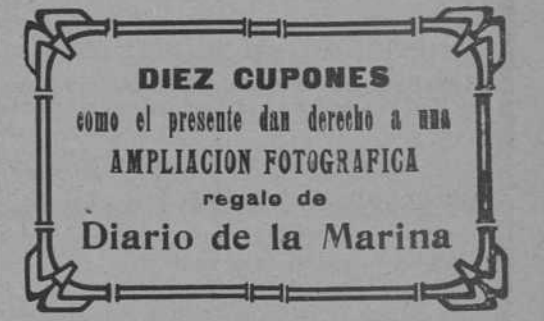 DIEZ CUPONES
como el presente dan derecho a una
AMPLIACION FOTOGRAFICA
regalo de
Diario de la Marina